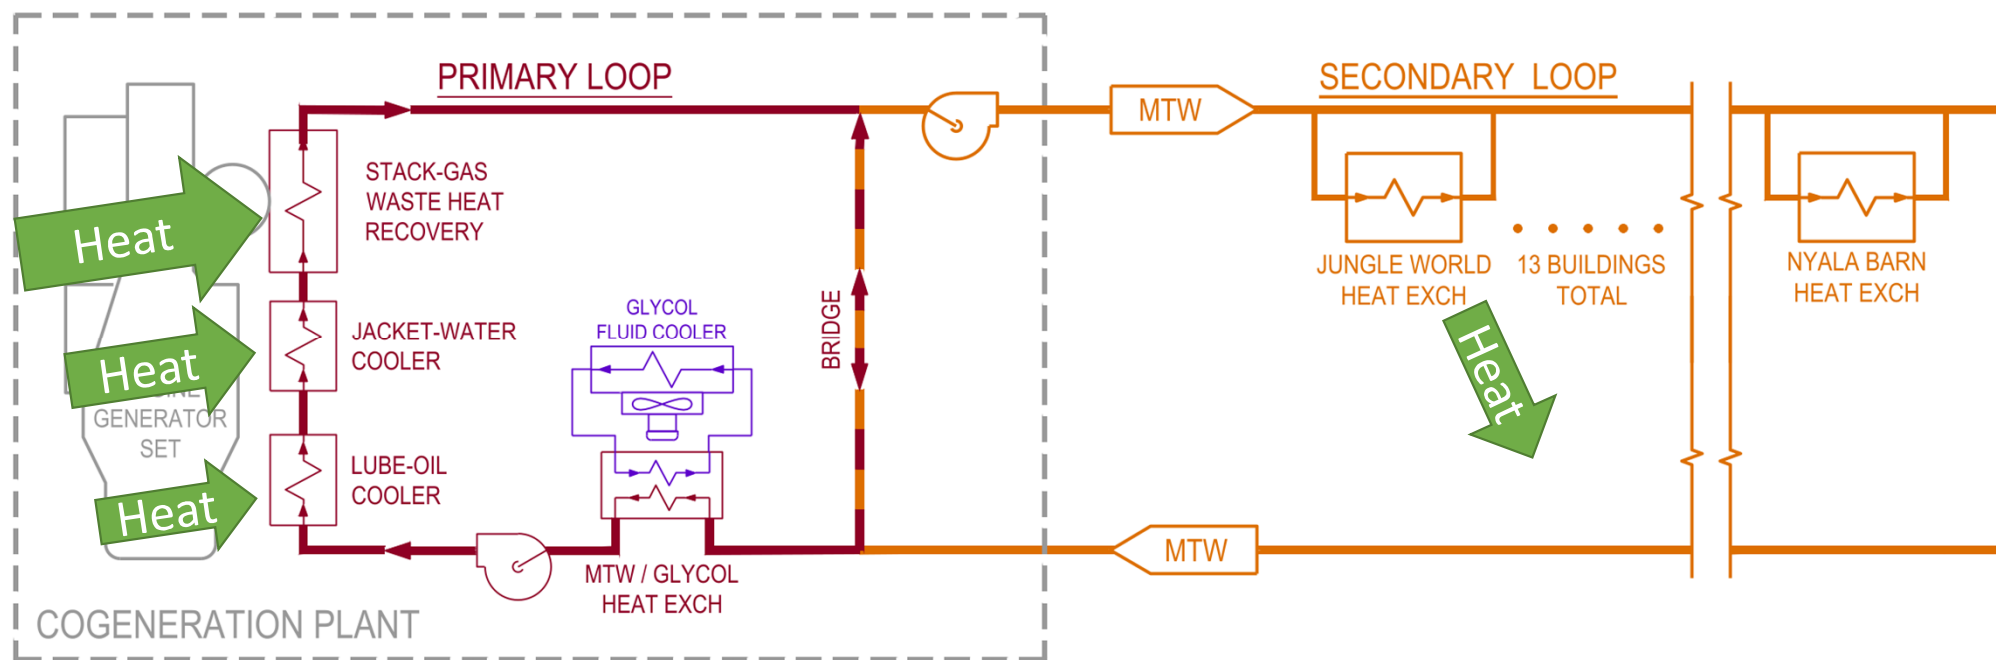 PRIMARY LOOP
SECONDARY LOOP
MTW
STACK-GAS
WASTE HEAT
RECOVERY
Heat
JUNGLE WORLD
HEAT EXCH
13 BUILDINGS
TOTAL
NYALA BARN
HEAT EXCH
GLYCOL
FLUID COOLER
BRIDGE
JACKET-WATER
COOLER
Heat
Heat
GENERATOR
SET
LUBE-OIL
COOLER
Heat
MTW
MTW / GLYCOL
HEAT EXCH
COGENERATION PLANT